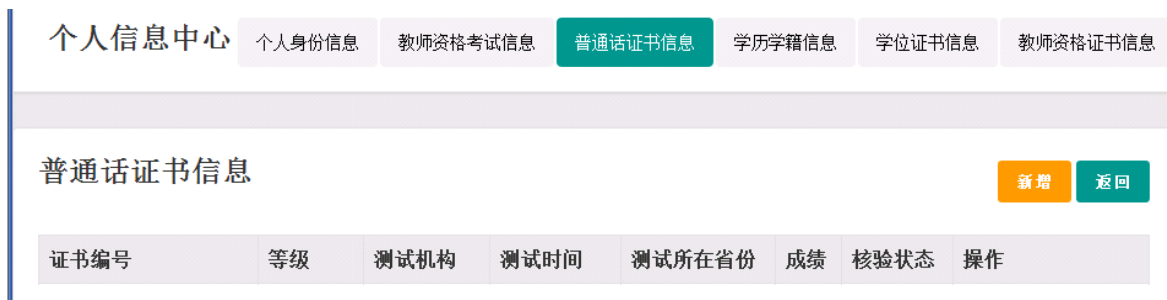 个人信息中心 个人身份信息 教师资格考试信息 普通话证书信息 学历学籍信息 学位证书信息 教师资格证书信息
普通话证书信息 新增 返回
证书编号 等级 测试机构 测试时间 测试所在省份 成绩 核验状态 操作